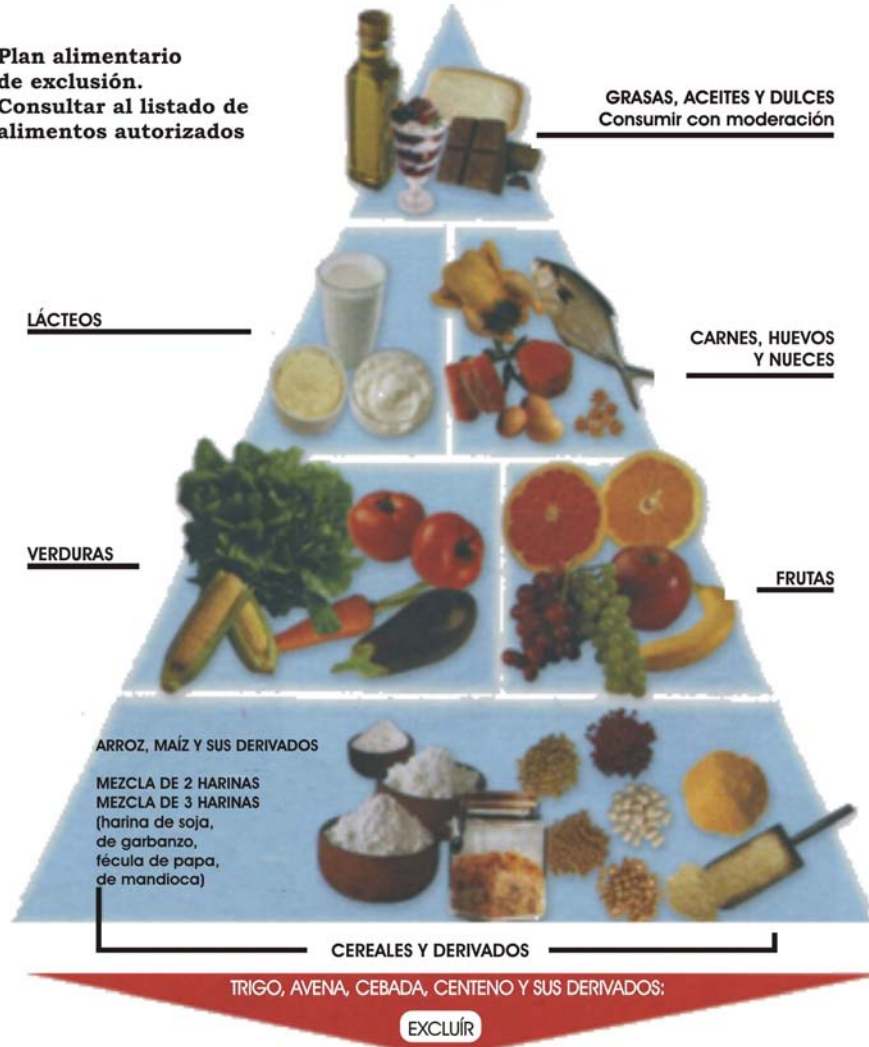 Plan alimentario
de exclusión.
Consultar al listado de
alimentos autorizados
GRASAS, ACEITES Y DULCES
Consumir con moderación
LÁCTEOS
CARNES, HUEVOS
Y NUECES
VERDURAS
FRUTAS
ARROZ, MAÍZ Y SUS DERIVADOS
MEZCLA DE 2 HARINAS
MEZCLA DE 3 HARINAS
(harina de soja,
de garbanzo,
fécula de papa,
de mandioca)
CEREALES Y DERIVADOS
TRIGO, AVENA, CEBADA, CENTENO Y SUS DERIVADOS:
EXCLUÍR